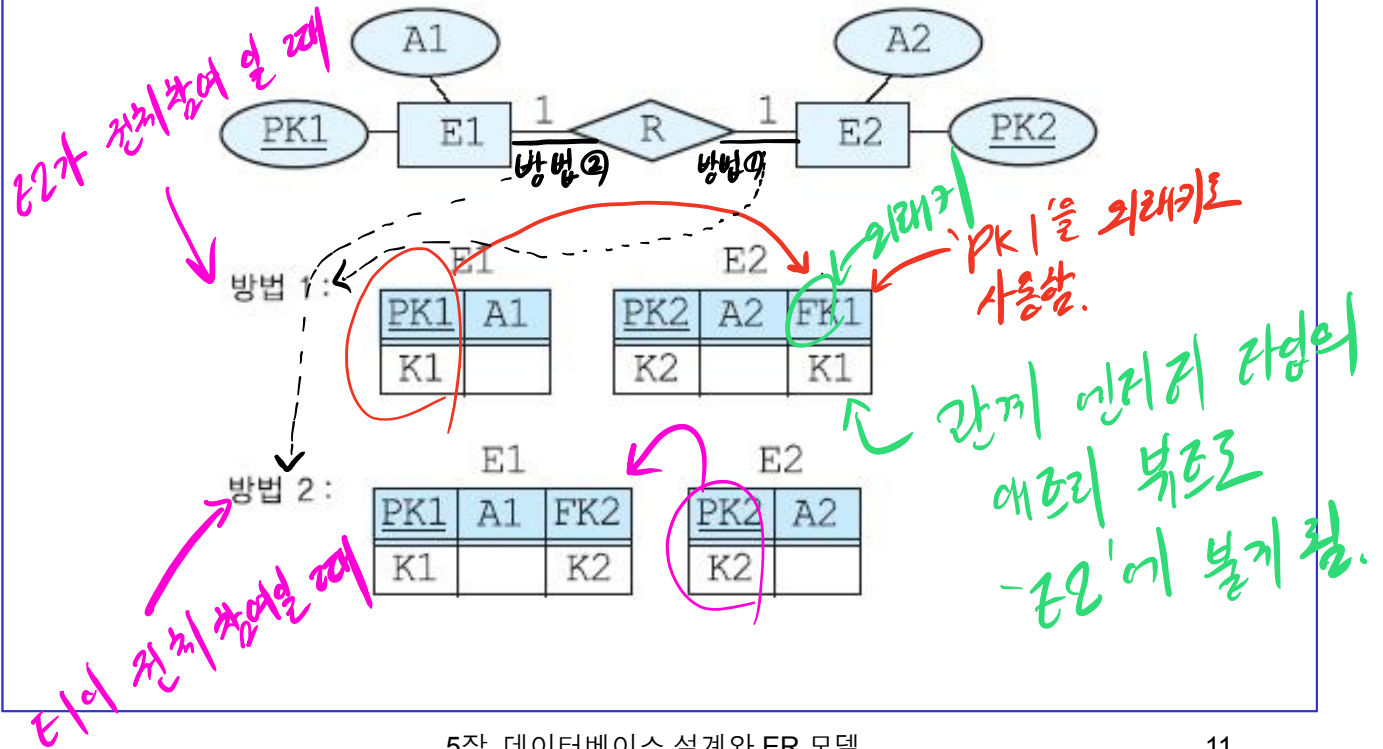 E2가 전체참여 일 때
A1
A2
PK1 E1 1 R 1 E2 PK2
방법② 방법①
외래키
'PK1'을 외래키로
사용함.
방법 1:
E1 E2
PK1 A1 PK2 A2 FK1
K1 K2 K1
관계 엔터티 타입의
애트리 뷰트로
-E2'에 붙게 됨.
방법 2:
E1 E2
PK1 A1 FK2 PK2 A2
K1 K2 K2
E1이 전체 참여일 때
5장. 데이터베이스 설계와 ER 모델 11